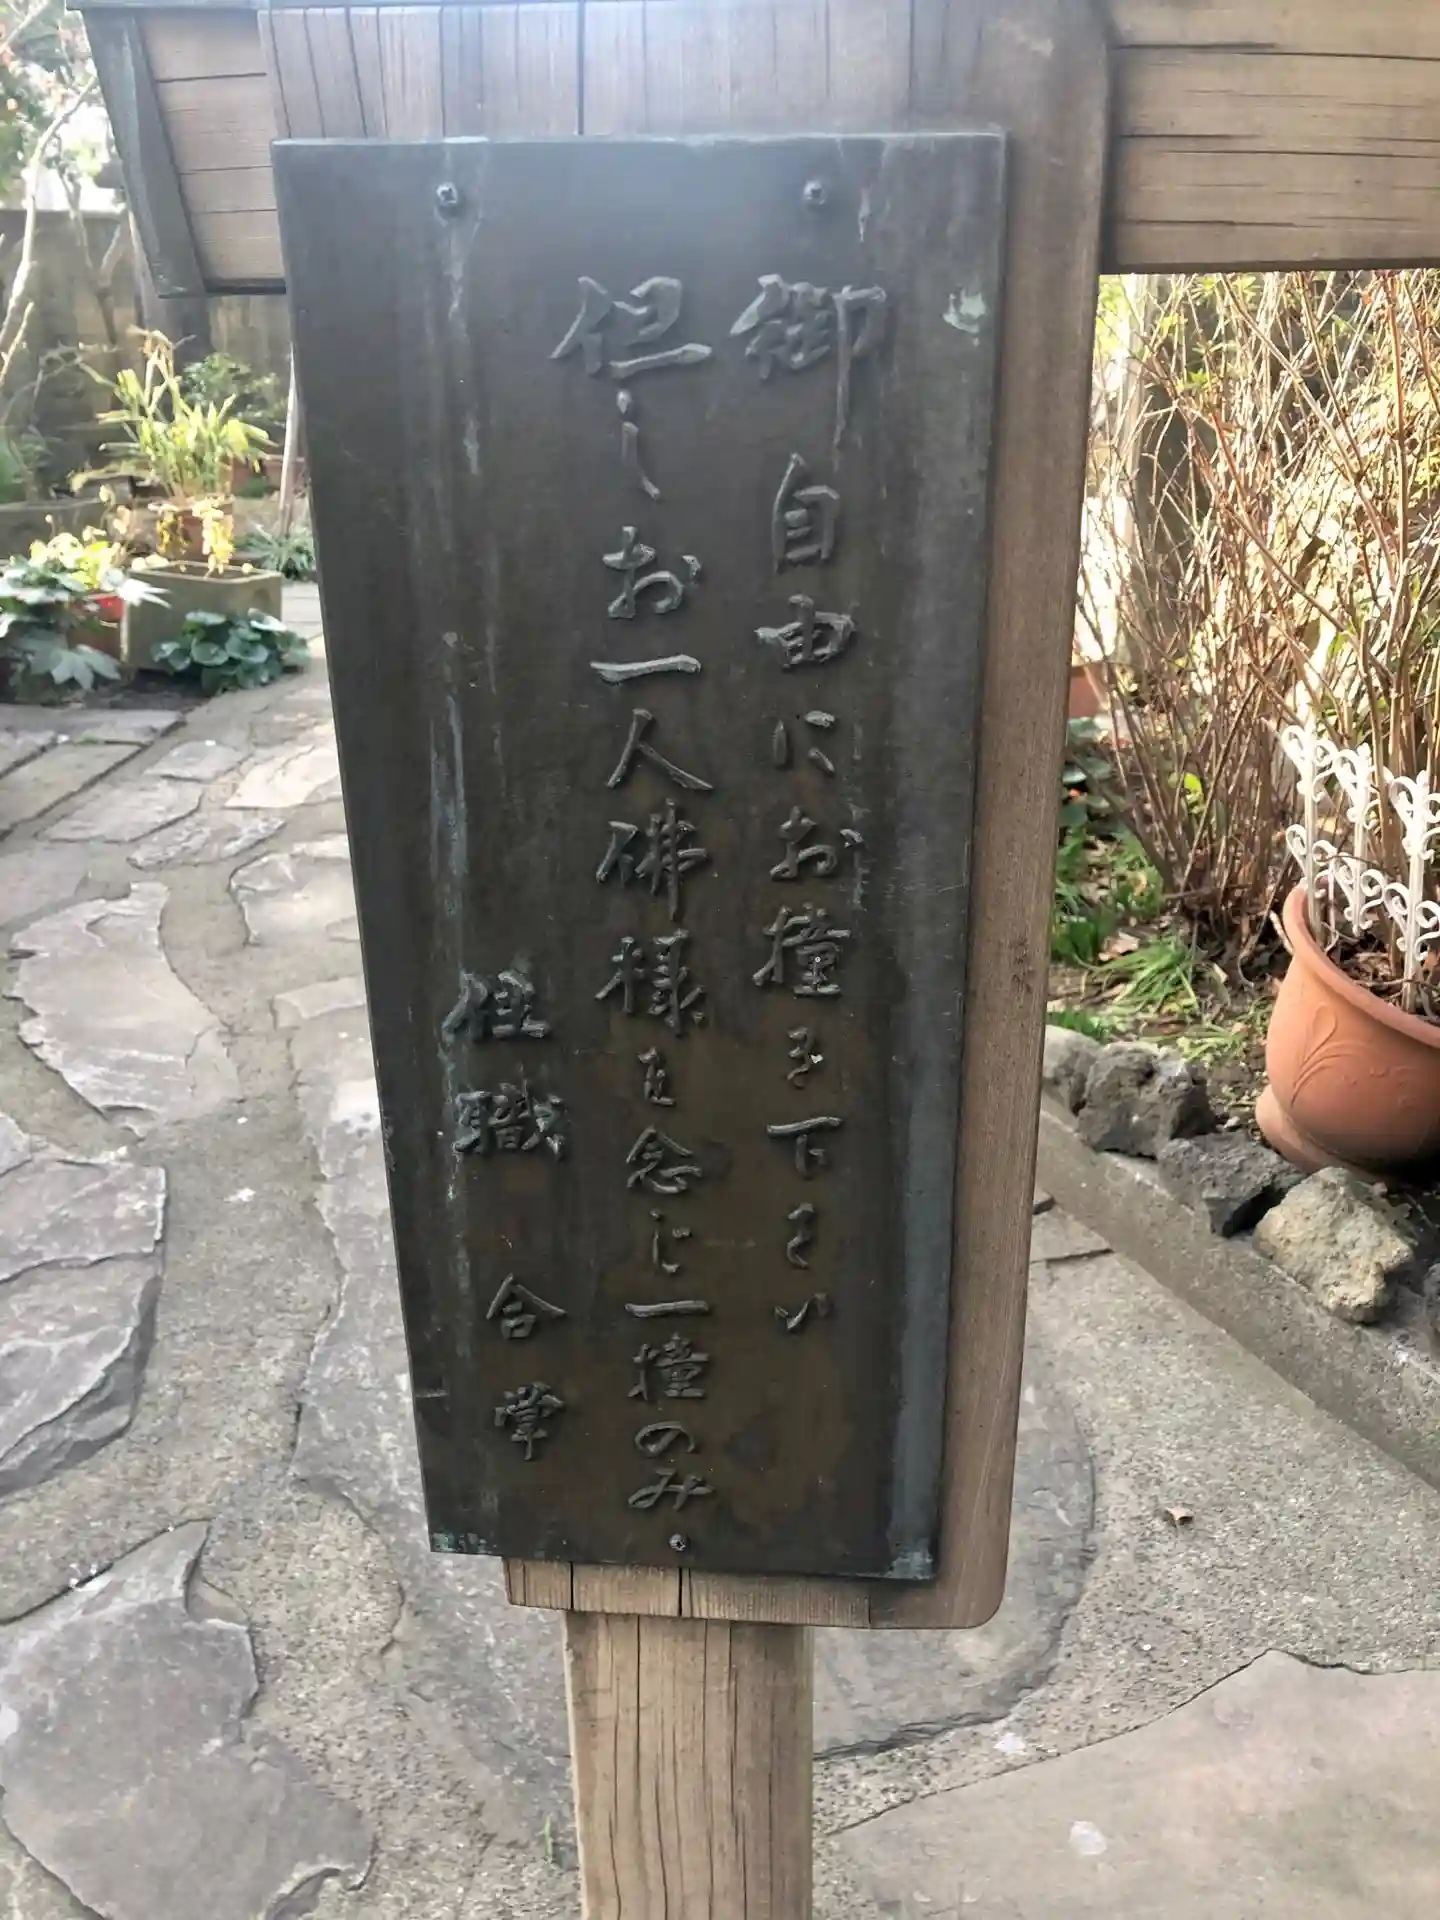 御自由にお撞き下さい
但しお一人佛様を念じ一撞のみ
住職 合掌